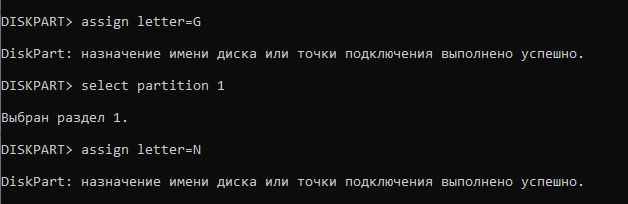 DISKPART> assign letter=G
DiskPart: назначение имени диска или точки подключения выполнено успешно.
DISKPART> select partition 1
Выбран раздел 1.
DISKPART> assign letter=N
DiskPart: назначение имени диска или точки подключения выполнено успешно.